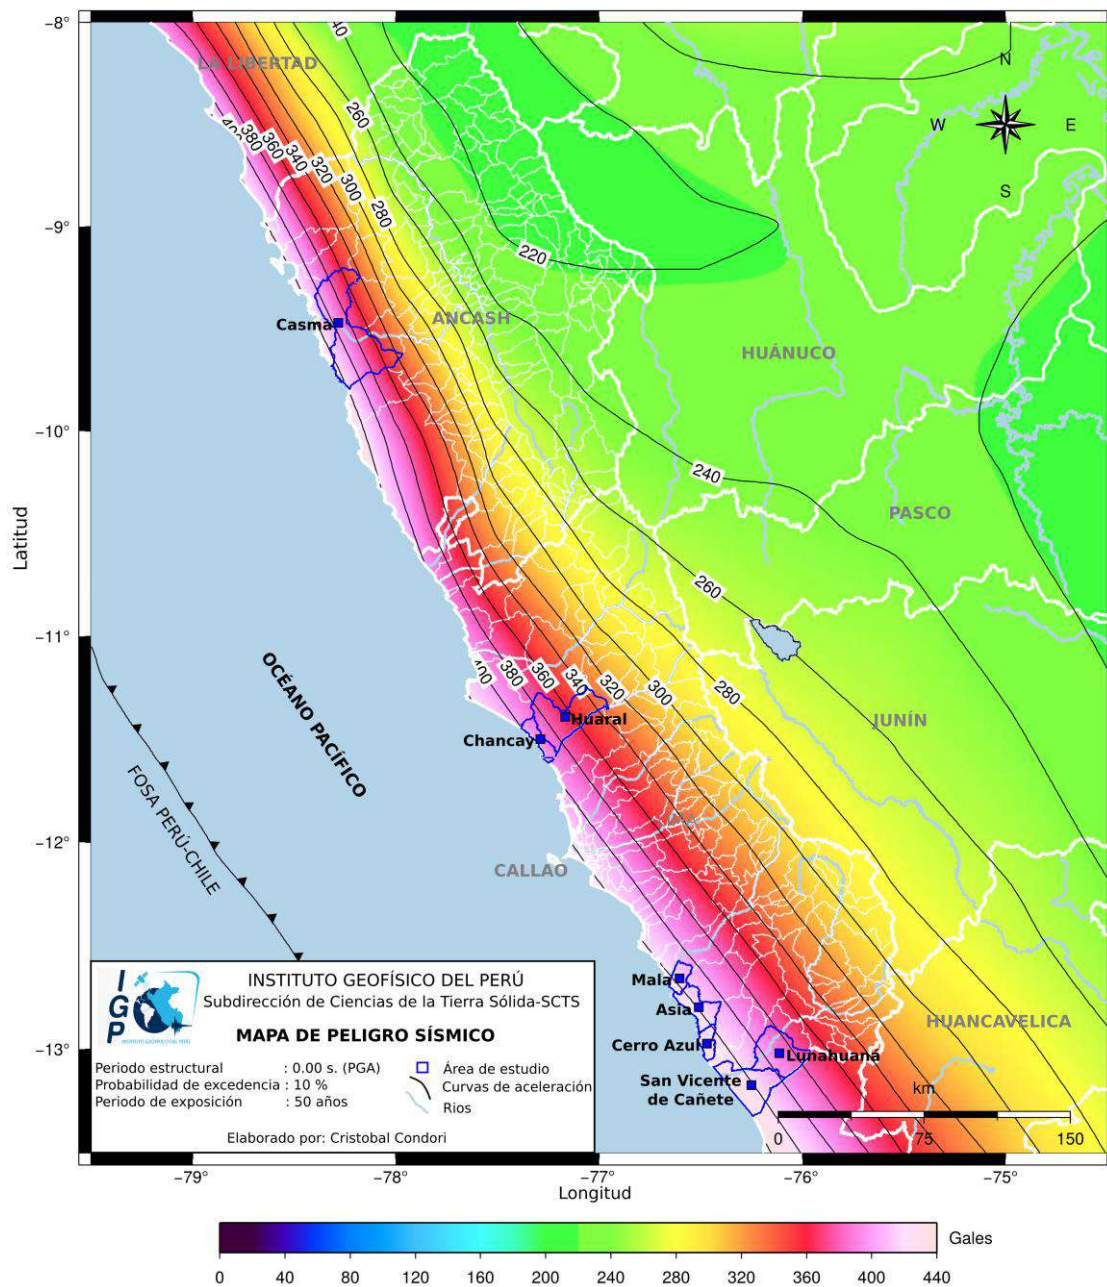 −8°
−9°
−10°
−11°
−12°
−13°
Latitud
LA LIBERTAD
260
N
W
E
S
400
380
360
340
320
300
280
220
Casma
ANCASH
HUÁNUCO
240
PASCO
260
OCÉANO PACÍFICO
400
380
360
340
320
300
280
Huaral
JUNÍN
Chancay
FOSA PERÚ-CHILE
CALLAO
Mala
Asia
HUANCAVELICA
Cerro Azul
Lunahuaná
San Vicente
de Cañete
km
0
75
150
IGP
INSTITUTO GEOFÍSICO DEL PERÚ
Subdirección de Ciencias de la Tierra Sólida-SCTS
MAPA DE PELIGRO SÍSMICO
Periodo estructural : 0.00 s. (PGA)
Probabilidad de excedencia : 10 %
Periodo de exposición : 50 años
Área de estudio
Curvas de aceleración
Rios
Elaborado por: Cristobal Condori
−79°
−78°
−77°
−76°
−75°
Longitud
Gales
0 40 80 120 160 200 240 280 320 360 400 440